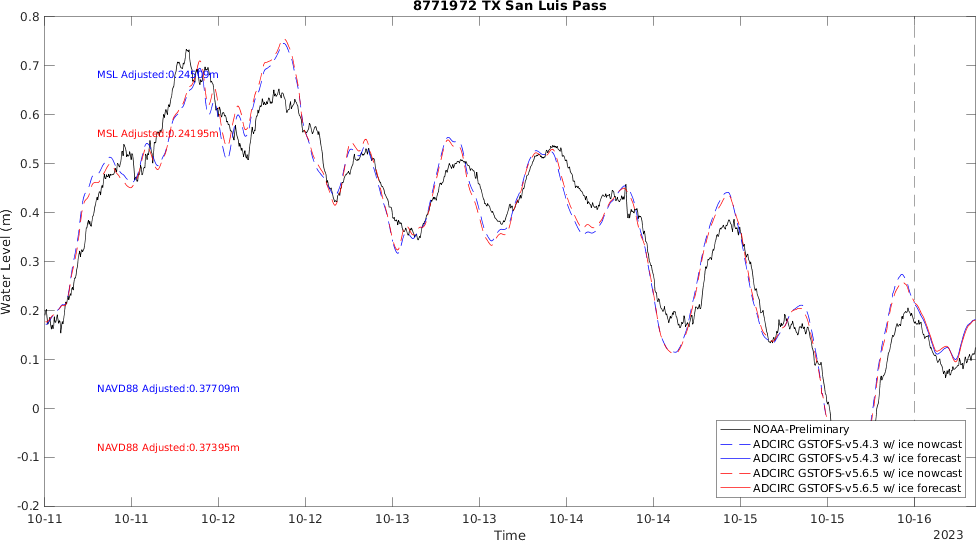 8771972 TX San Luis Pass
0.8
0.7
0.6
0.5
0.4
0.3
0.2
0.1
0
-0.1
-0.2
Water Level (m)
MSL Adjusted:0.24509m
MSL Adjusted:0.24195m
NAVD88 Adjusted:0.37709m
NAVD88 Adjusted:0.37395m
NOAA-Preliminary
ADCIRC GSTOFS-v5.4.3 w/ ice nowcast
ADCIRC GSTOFS-v5.4.3 w/ ice forecast
ADCIRC GSTOFS-v5.6.5 w/ ice nowcast
ADCIRC GSTOFS-v5.6.5 w/ ice forecast
10-11 10-11 10-12 10-12 10-13 10-13 10-14 10-14 10-15 10-15 10-16
Time
2023